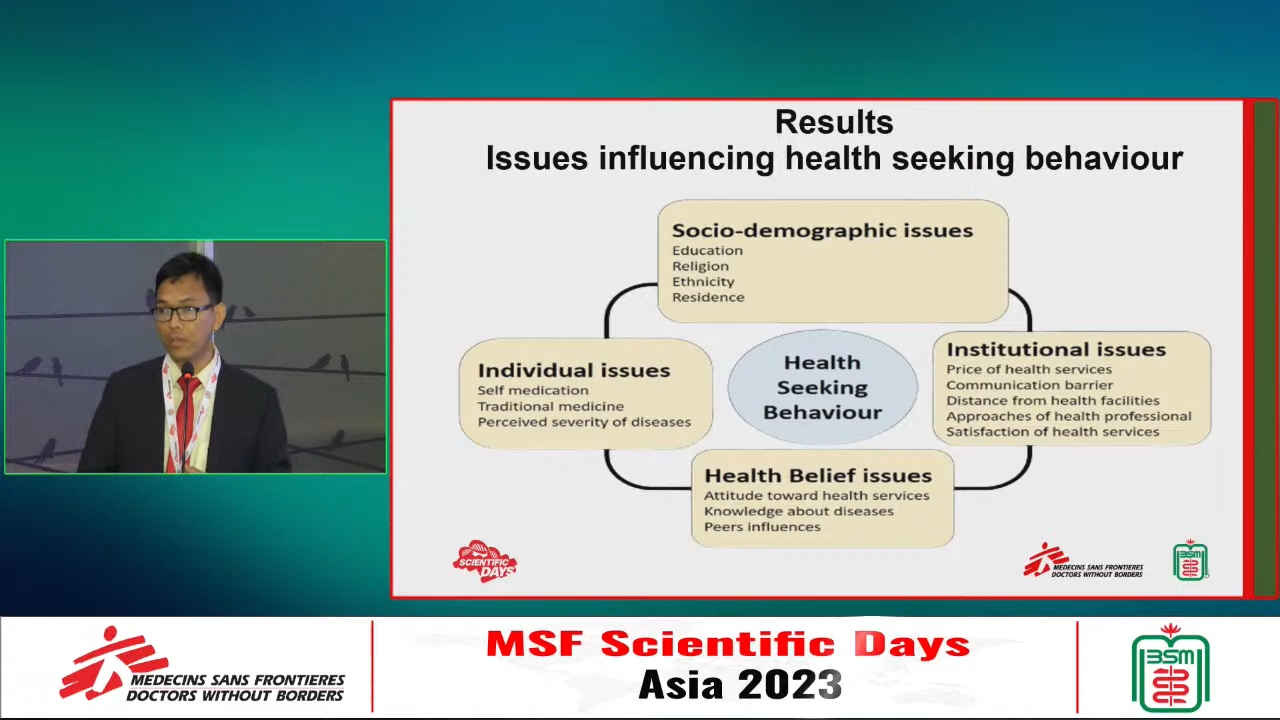 Results
Issues influencing health seeking behaviour
Socio-demographic issues
Education
Religion
Ethnicity
Residence
Individual issues
Self medication
Traditional medicine
Perceived severity of diseases
Health
Seeking
Behaviour
Institutional issues
Price of health services
Communication barrier
Distance from health facilities
Approaches of health professional
Satisfaction of health services
Health Belief issues
Attitude toward health services
Knowledge about diseases
Peers influences
SCIENTIFIC
DAYS
MEDECINS SANS FRONTIERES
DOCTORS WITHOUT BORDERS
BSM
MEDECINS SANS FRONTIERES
DOCTORS WITHOUT BORDERS
MSF Scientific Days
Asia 2023
BSM